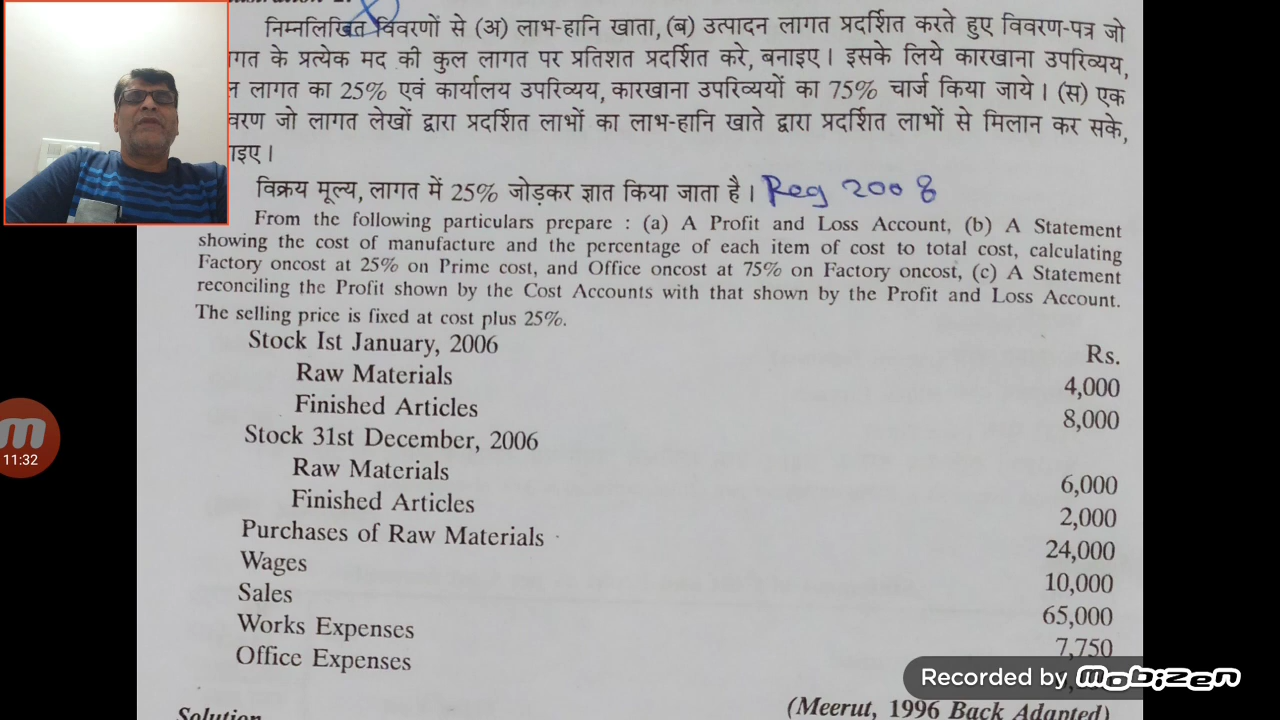 निम्नलिखित विवरणों से (अ) लाभ-हानि खाता, (ब) उत्पादन लागत प्रदर्शित करते हुए विवरण-पत्र जो
गत के प्रत्येक मद की कुल लागत पर प्रतिशत प्रदर्शित करे, बनाइए। इसके लिये कारखाना उपरिव्यय,
लागत का 25% एवं कार्यालय उपरिव्यय, कारखाना उपरिव्ययों का 75% चार्ज किया जाये। (स) एक
वरण जो लागत लेखों द्वारा प्रदर्शित लाभों का लाभ-हानि खाते द्वारा प्रदर्शित लाभों से मिलान कर सके,
ाइए।
विक्रय मूल्य, लागत में 25% जोड़कर ज्ञात किया जाता है। Reg 2008
From the following particulars prepare : (a) A Profit and Loss Account, (b) A Statement
showing the cost of manufacture and the percentage of each item of cost to total cost, calculating
Factory oncost at 25% on Prime cost, and Office oncost at 75% on Factory oncost, (c) A Statement
reconciling the Profit shown by the Cost Accounts with that shown by the Profit and Loss Account.
The selling price is fixed at cost plus 25%.
Stock Ist January, 2006 Rs.
Raw Materials 4,000
Finished Articles 8,000
Stock 31st December, 2006
Raw Materials 6,000
Finished Articles 2,000
Purchases of Raw Materials 24,000
Wages 10,000
Sales 65,000
Works Expenses 7,750
Office Expenses
(Meerut, 1996 Back Adapted)
Solution
11:32
Recorded by Mobizen